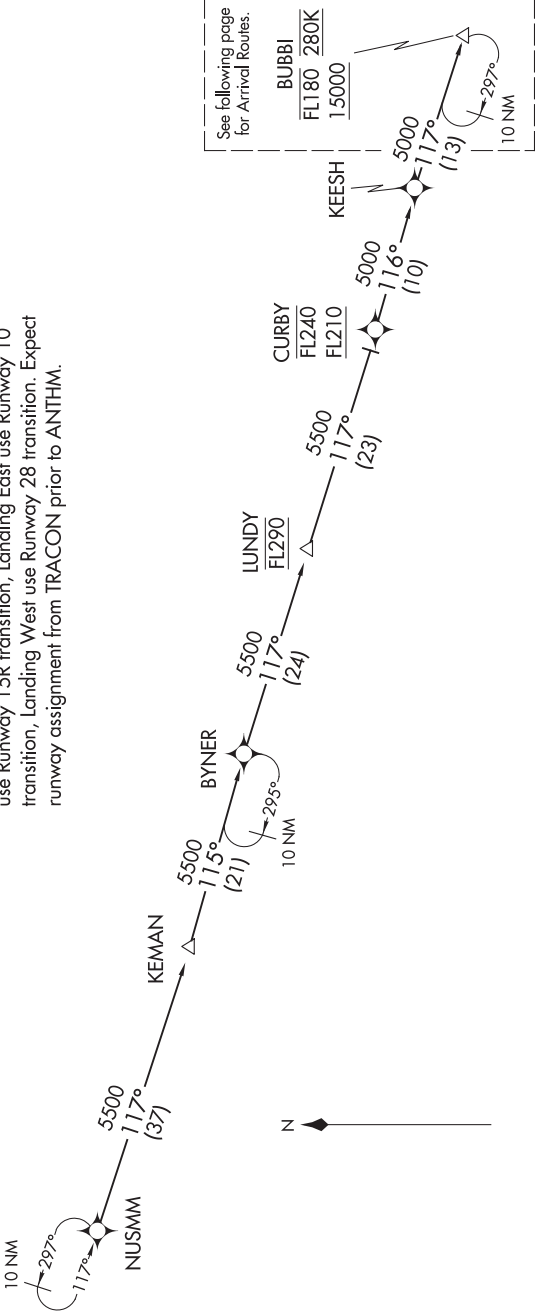 use Runway 15R transition, Landing East use Runway 10
transition, Landing West use Runway 28 transition. Expect
runway assignment from TRACON prior to ANTHM.
See following page
for Arrival Routes.
BUBBI
FL180 280K
15000
297°
10 NM
5000
117°
(13)
KEESH
5000
116°
(10)
CURBY
FL240
FL210
5500
117°
(23)
LUNDY
FL290
5500
117°
(24)
BYNER
295°
10 NM
5500
115°
(21)
KEMAN
5500
117°
(37)
N
NUSMM
10 NM
297°
117°